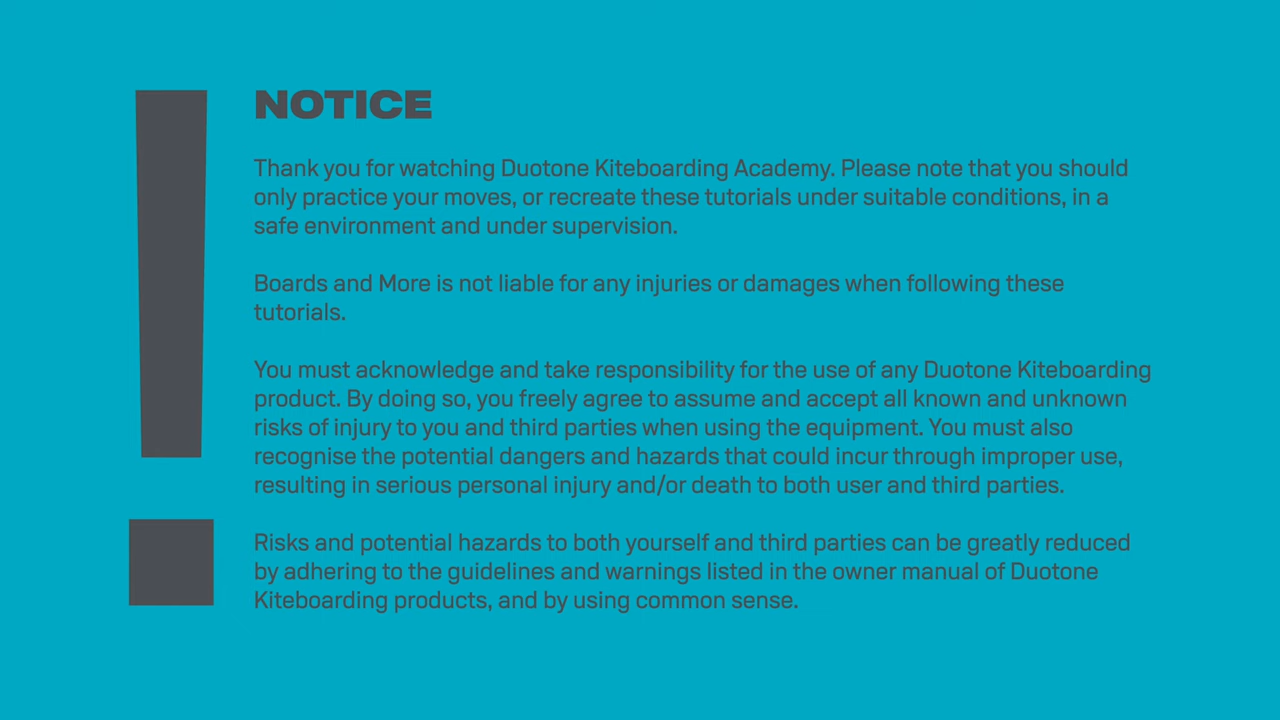 NOTICE
Thank you for watching Duotone Kiteboarding Academy. Please note that you should
only practice your moves, or recreate these tutorials under suitable conditions, in a
safe environment and under supervision.
Boards and More is not liable for any injuries or damages when following these
tutorials.
You must acknowledge and take responsibility for the use of any Duotone Kiteboarding
product. By doing so, you freely agree to assume and accept all known and unknown
risks of injury to you and third parties when using the equipment. You must also
recognise the potential dangers and hazards that could incur through improper use,
resulting in serious personal injury and/or death to both user and third parties.
Risks and potential hazards to both yourself and third parties can be greatly reduced
by adhering to the guidelines and warnings listed in the owner manual of Duotone
Kiteboarding products, and by using common sense.